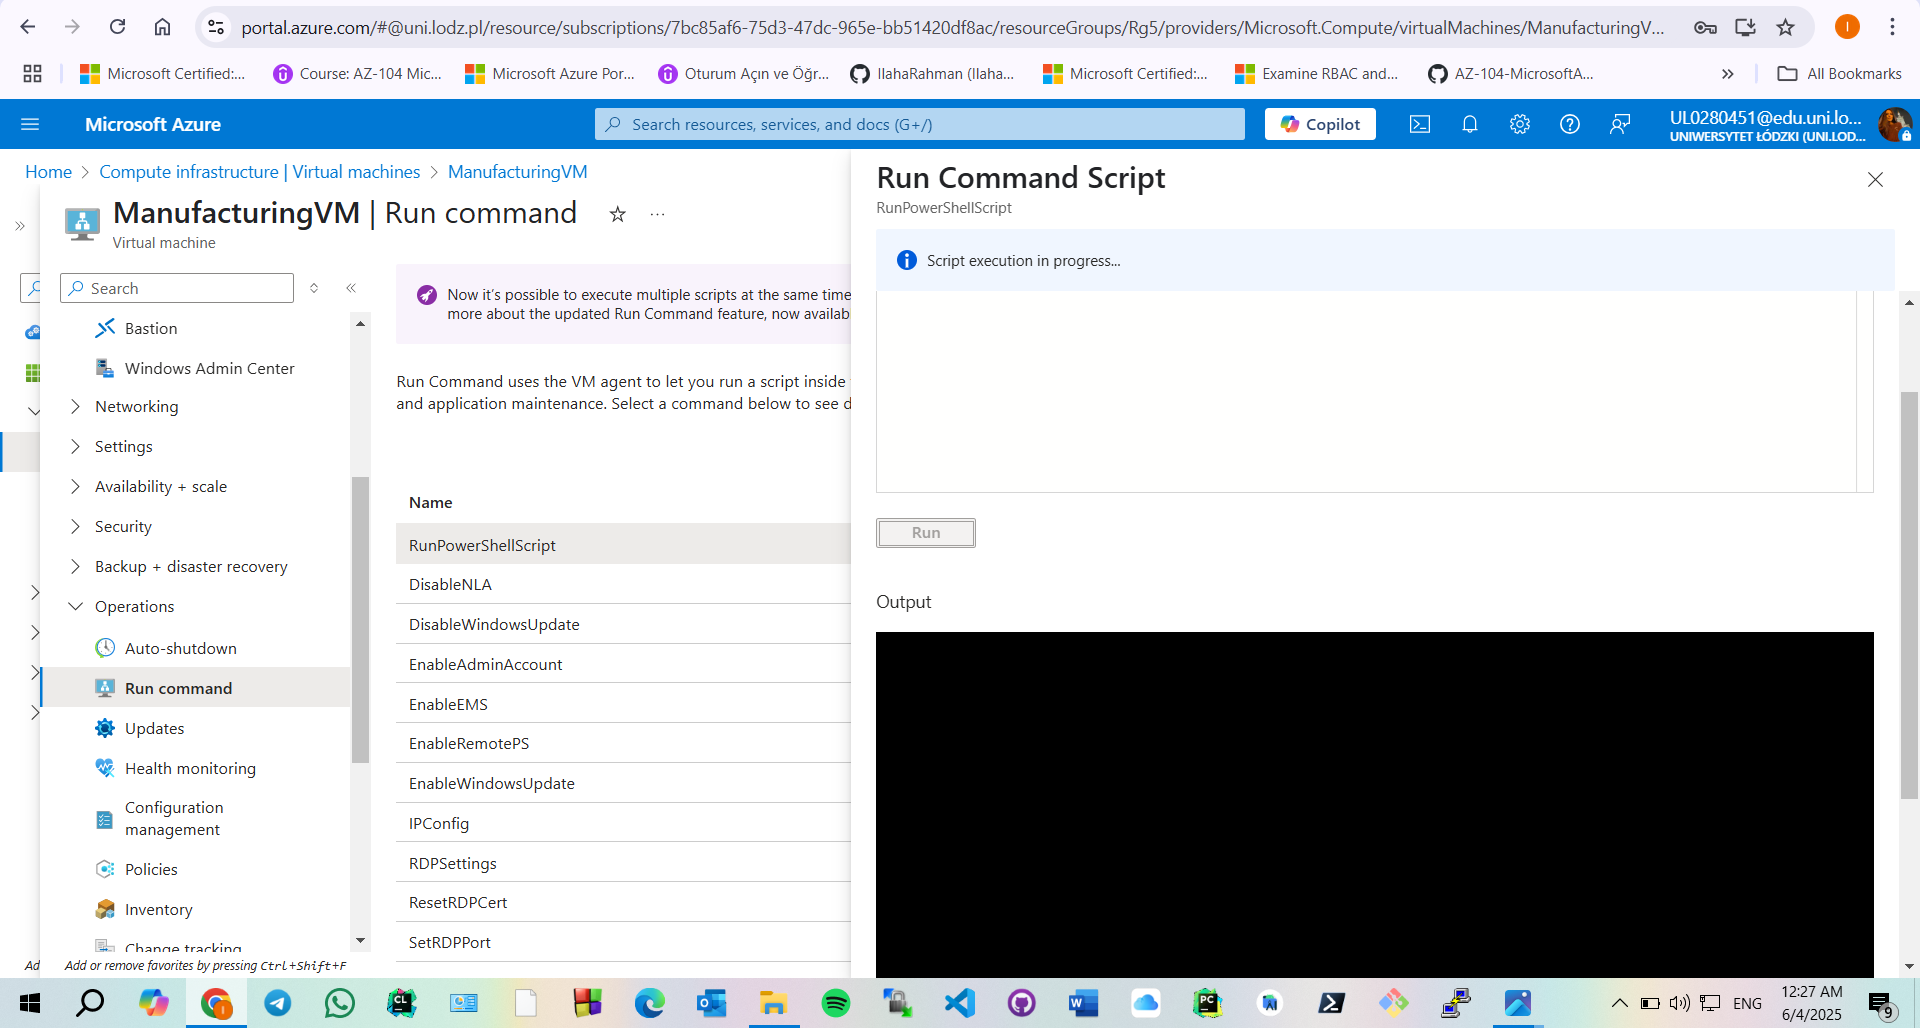 portal.azure.com/#@uni.lodz.pl/resource/subscriptions/7bc85af6-75d3-47dc-965e-bb51420df8ac/resourceGroups/Rg5/providers/Microsoft.Compute/virtualMachines/ManufacturingV...
I
Microsoft Certified:...
Course: AZ-104 Mic...
Microsoft Azure Por...
Oturum Açın ve Öğr...
IlahaRahman (Ilaha...
Microsoft Certified:...
Examine RBAC and...
AZ-104-MicrosoftA...
All Bookmarks
Microsoft Azure
Search resources, services, and docs (G+/)
Copilot
UL0280451@edu.uni.lo...
UNIWERSYTET ŁÓDZKI (UNI.LOD...
Home > Compute infrastructure | Virtual machines > ManufacturingVM
ManufacturingVM | Run command
Virtual machine
Search
Bastion
Windows Admin Center
Networking
Settings
Availability + scale
Security
Backup + disaster recovery
Operations
Auto-shutdown
Run command
Updates
Health monitoring
Configuration
management
Policies
Inventory
Change tracking
Ad
Add or remove favorites by pressing Ctrl+Shift+F
Now it's possible to execute multiple scripts at the same time
more about the updated Run Command feature, now availab
Run Command uses the VM agent to let you run a script inside
and application maintenance. Select a command below to see d
Name
RunPowerShellScript
DisableNLA
DisableWindowsUpdate
EnableAdminAccount
EnableEMS
EnableRemotePS
EnableWindowsUpdate
IPConfig
RDPSettings
ResetRDPCert
SetRDPPort
Run Command Script
RunPowerShellScript
Script execution in progress...
Run
Output
CL
PC
ENG
12:27 AM
6/4/2025
9